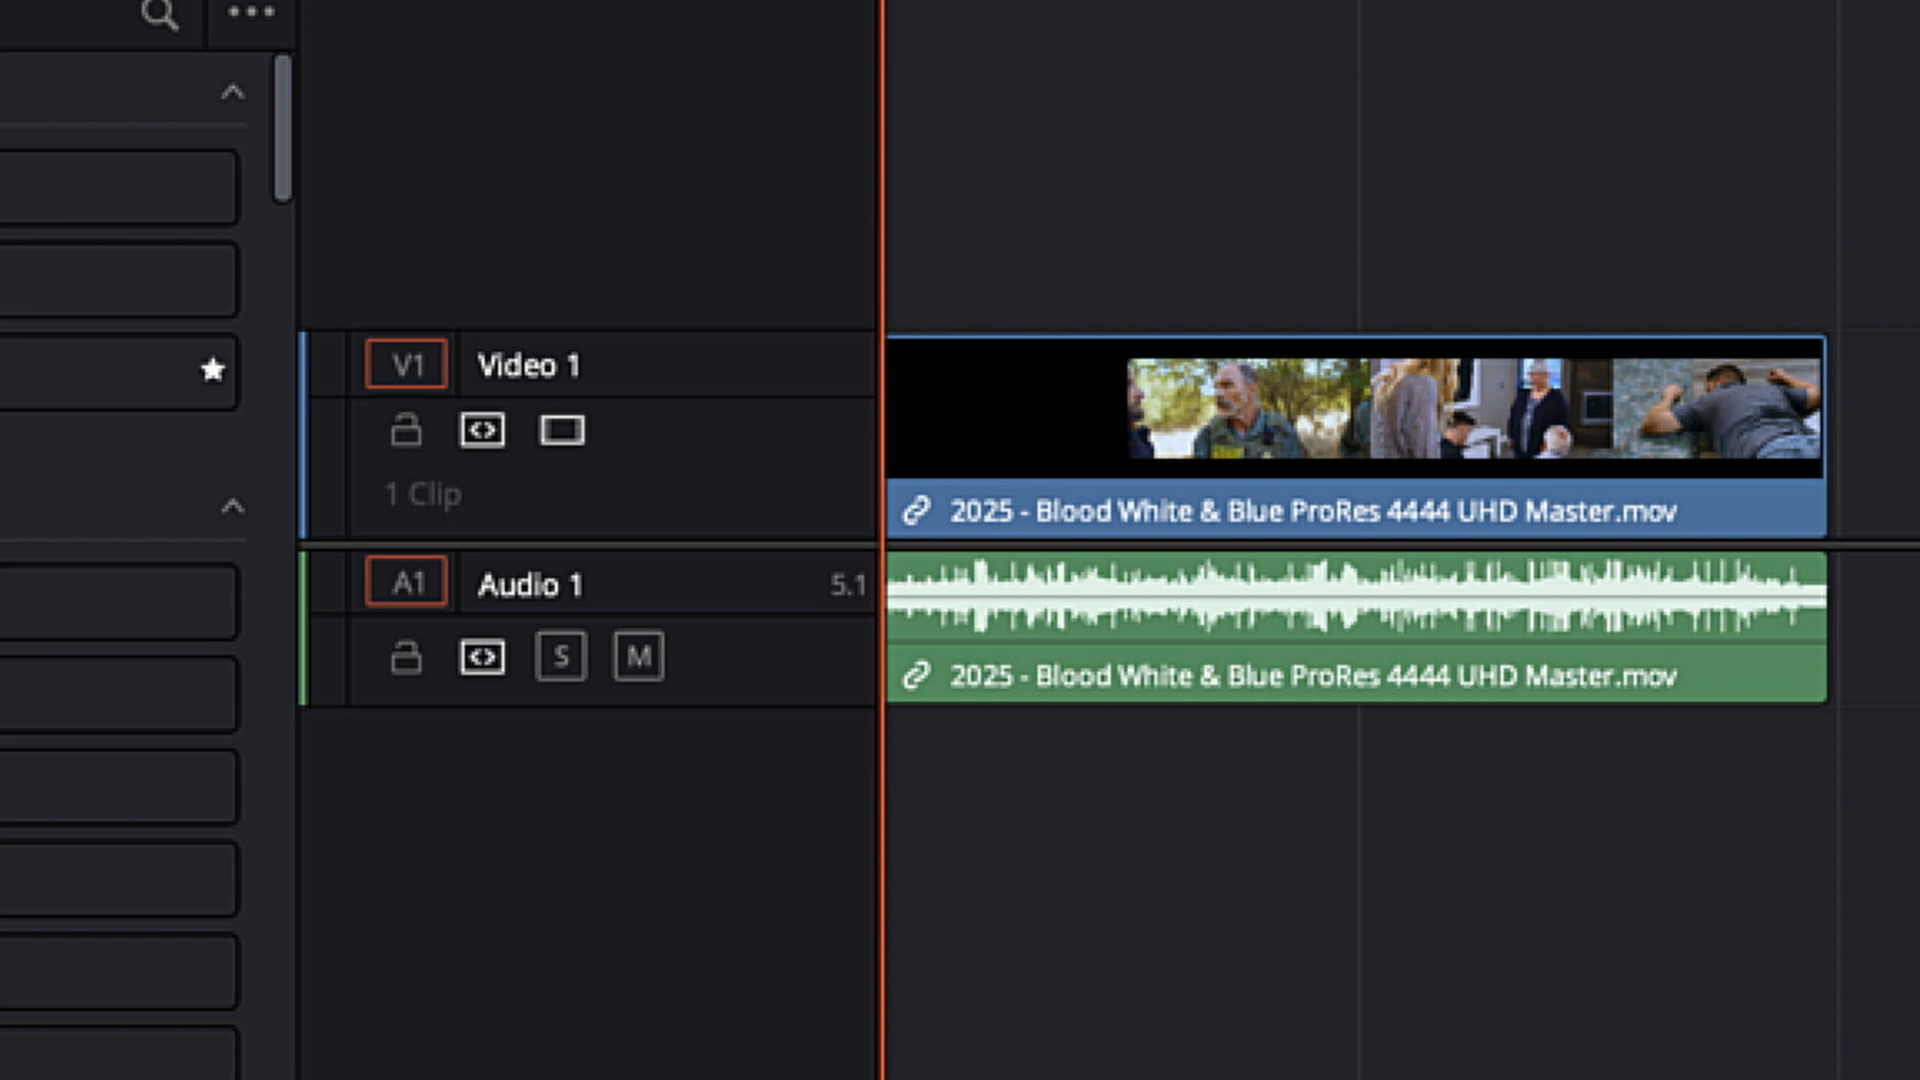 V1 Video 1
1 Clip
2025 - Blood White & Blue ProRes 4444 UHD Master.mov
A1 Audio 1 5.1
S M
2025 - Blood White & Blue ProRes 4444 UHD Master.mov